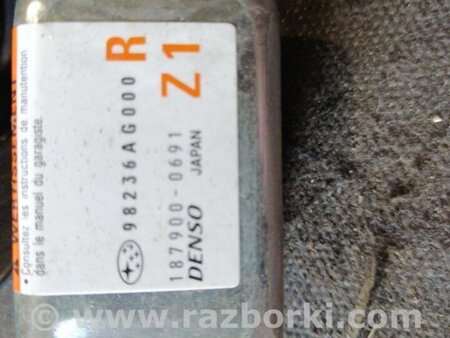 AVERTISSEMENT
• Consultez les instructions de manutention
dans le manuel du garagiste.
98236AG000 R
187900-0691 Z1
DENSO JAPAN
www.razborki.com